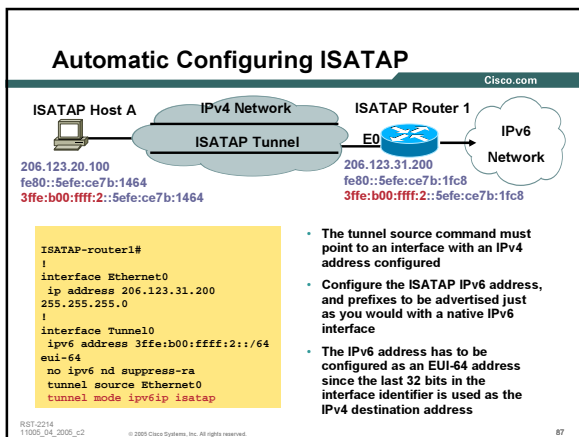 Automatic Configuring ISATAP
Cisco.com
ISATAP Host A
IPv4 Network
ISATAP Tunnel
ISATAP Router 1
E0
IPv6
Network
206.123.20.100
fe80::5efe:ce7b:1464
3ffe:b00:ffff:2::5efe:ce7b:1464
206.123.31.200
fe80::5efe:ce7b:1fc8
3ffe:b00:ffff:2::5efe:ce7b:1fc8
ISATAP-router1#
!
interface Ethernet0
ip address 206.123.31.200
255.255.255.0
!
interface Tunnel0
ipv6 address 3ffe:b00:ffff:2::/64
eui-64
no ipv6 nd suppress-ra
tunnel source Ethernet0
tunnel mode ipv6ip isatap
• The tunnel source command must
point to an interface with an IPv4
address configured
• Configure the ISATAP IPv6 address,
and prefixes to be advertised just
as you would with a native IPv6
interface
• The IPv6 address has to be
configured as an EUI-64 address
since the last 32 bits in the
interface identifier is used as the
IPv4 destination address
RST-2214
11005_04_2005_c2
© 2005 Cisco Systems, Inc. All rights reserved.
87